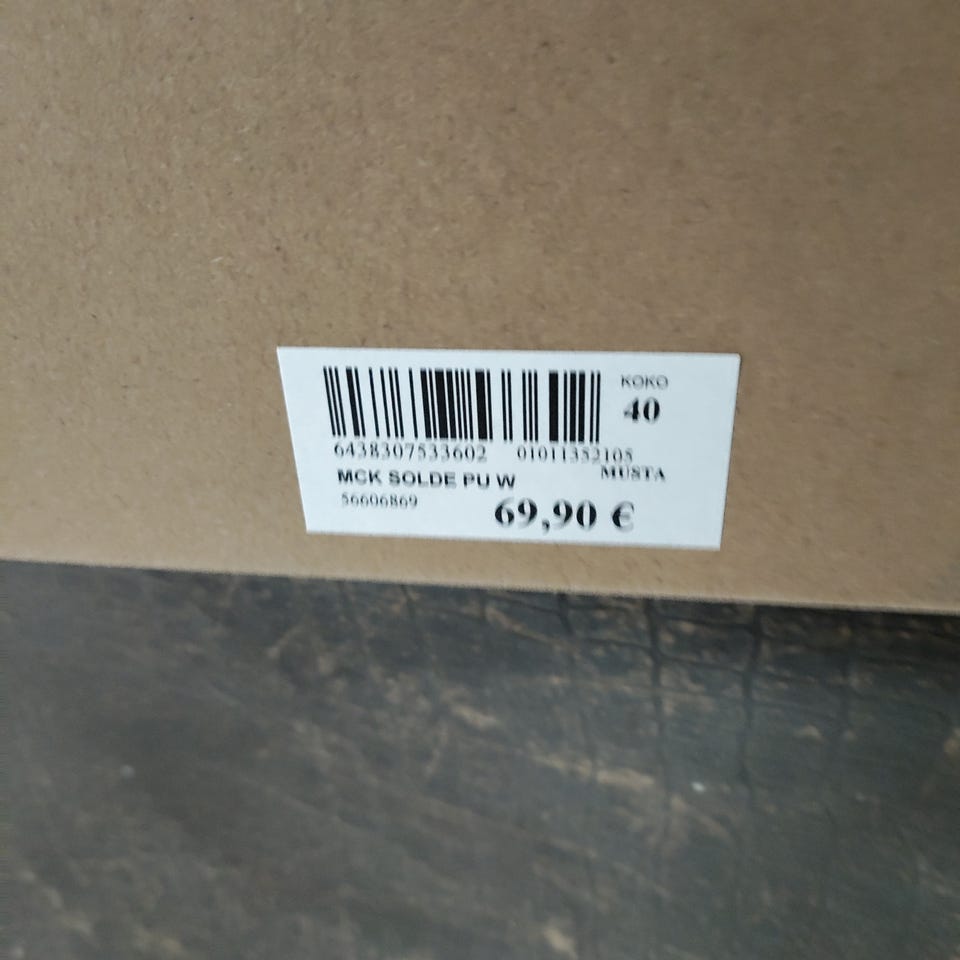 KOKO
40
6438307533602 01011352105
MUSTA
MCK SOLDE PU W
56606869
69,90 €